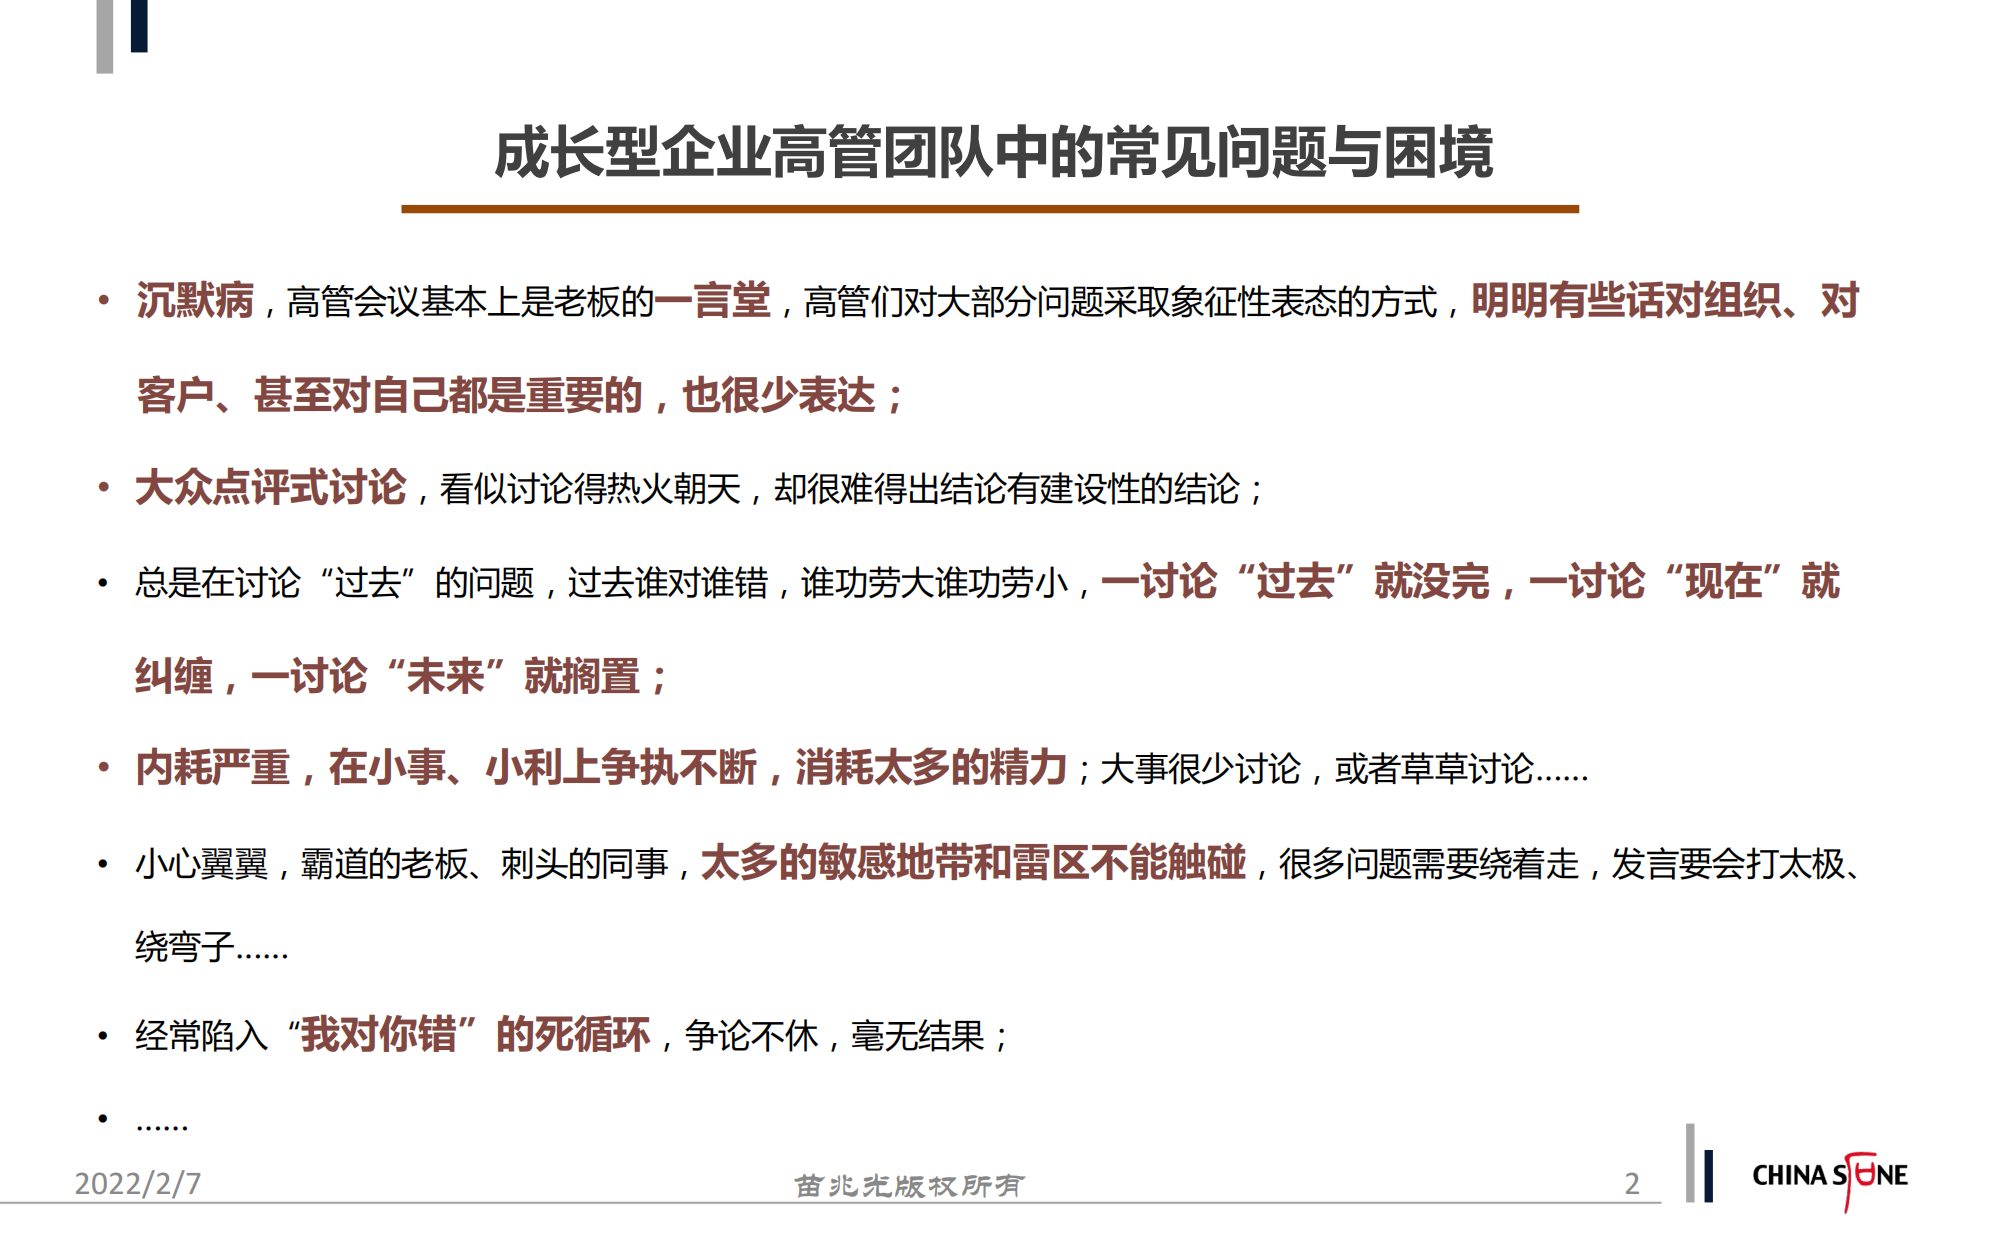 成长型企业高管团队中的常见问题与困境
• 沉默病，高管会议基本上是老板的一言堂，高管们对大部分问题采取象征性表态的方式，明明有些话对组织、对
客户、甚至对自己都是重要的，也很少表达；
• 大众点评式讨论，看似讨论得热火朝天，却很难得出结论有建设性的结论；
• 总是在讨论“过去”的问题，过去谁对谁错，谁功劳大谁功劳小，一讨论“过去”就没完，一讨论“现在”就
纠缠，一讨论“未来”就搁置；
• 内耗严重，在小事、小利上争执不断，消耗太多的精力；大事很少讨论，或者草草讨论……
• 小心翼翼，霸道的老板、刺头的同事，太多的敏感地带和雷区不能触碰，很多问题需要绕着走，发言要会打太极、
绕弯子……
• 经常陷入“我对你错”的死循环，争论不休，毫无结果；
• ……
2022/2/7
苗兆光版权所有
2
CHINA STONE